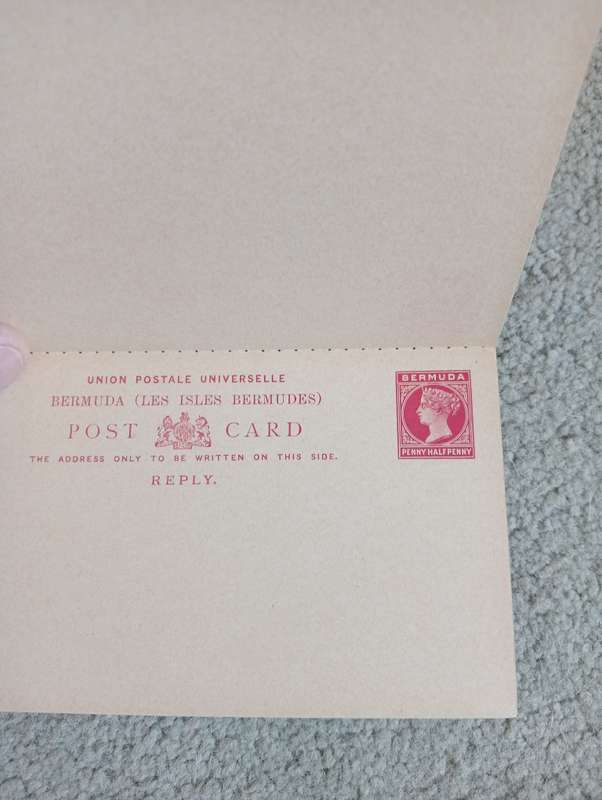 UNION POSTALE UNIVERSELLE
BERMUDA (LES ISLES BERMUDES)
POST CARD
THE ADDRESS ONLY TO BE WRITTEN ON THIS SIDE.
REPLY.
BERMUDA
PENNY HALFPENNY